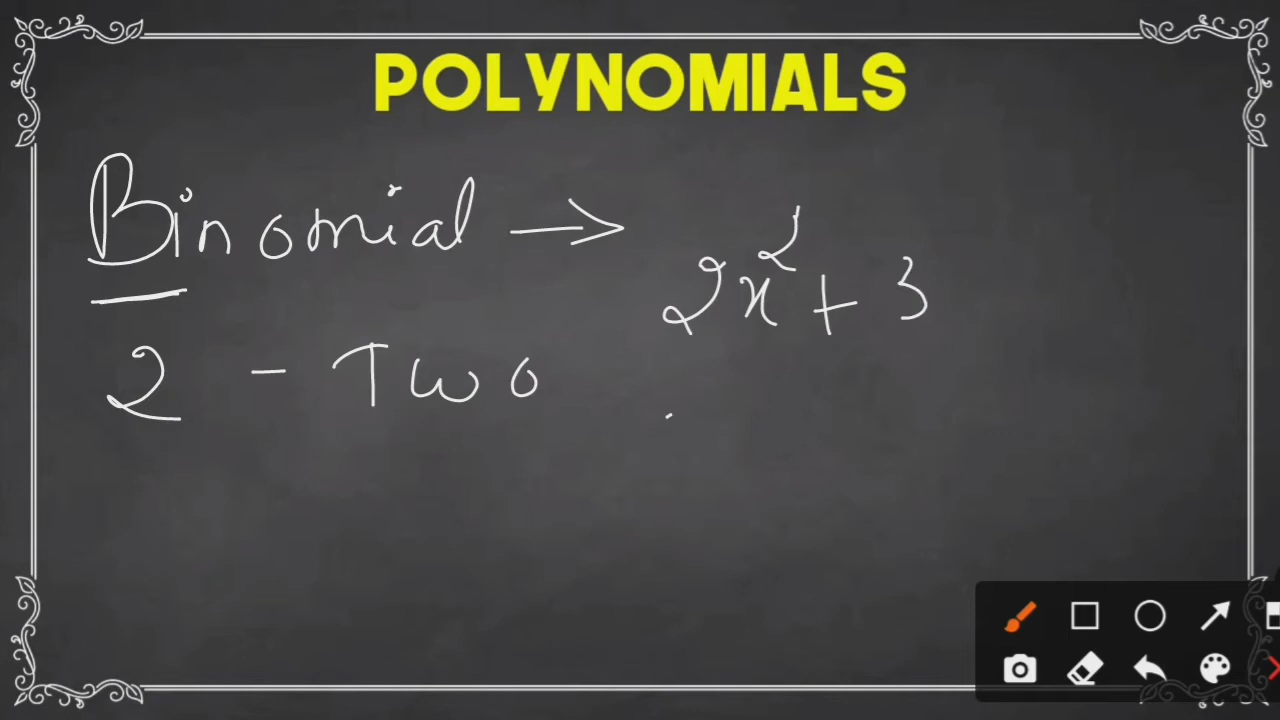 POLYNOMIALS
Binomial → 2x² + 3
2 - Two